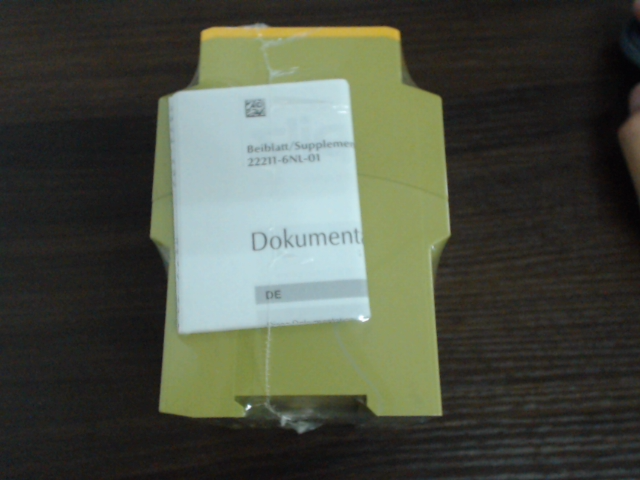 Beiblatt/Supplemen
22211-6NL-01
Dokument
DE